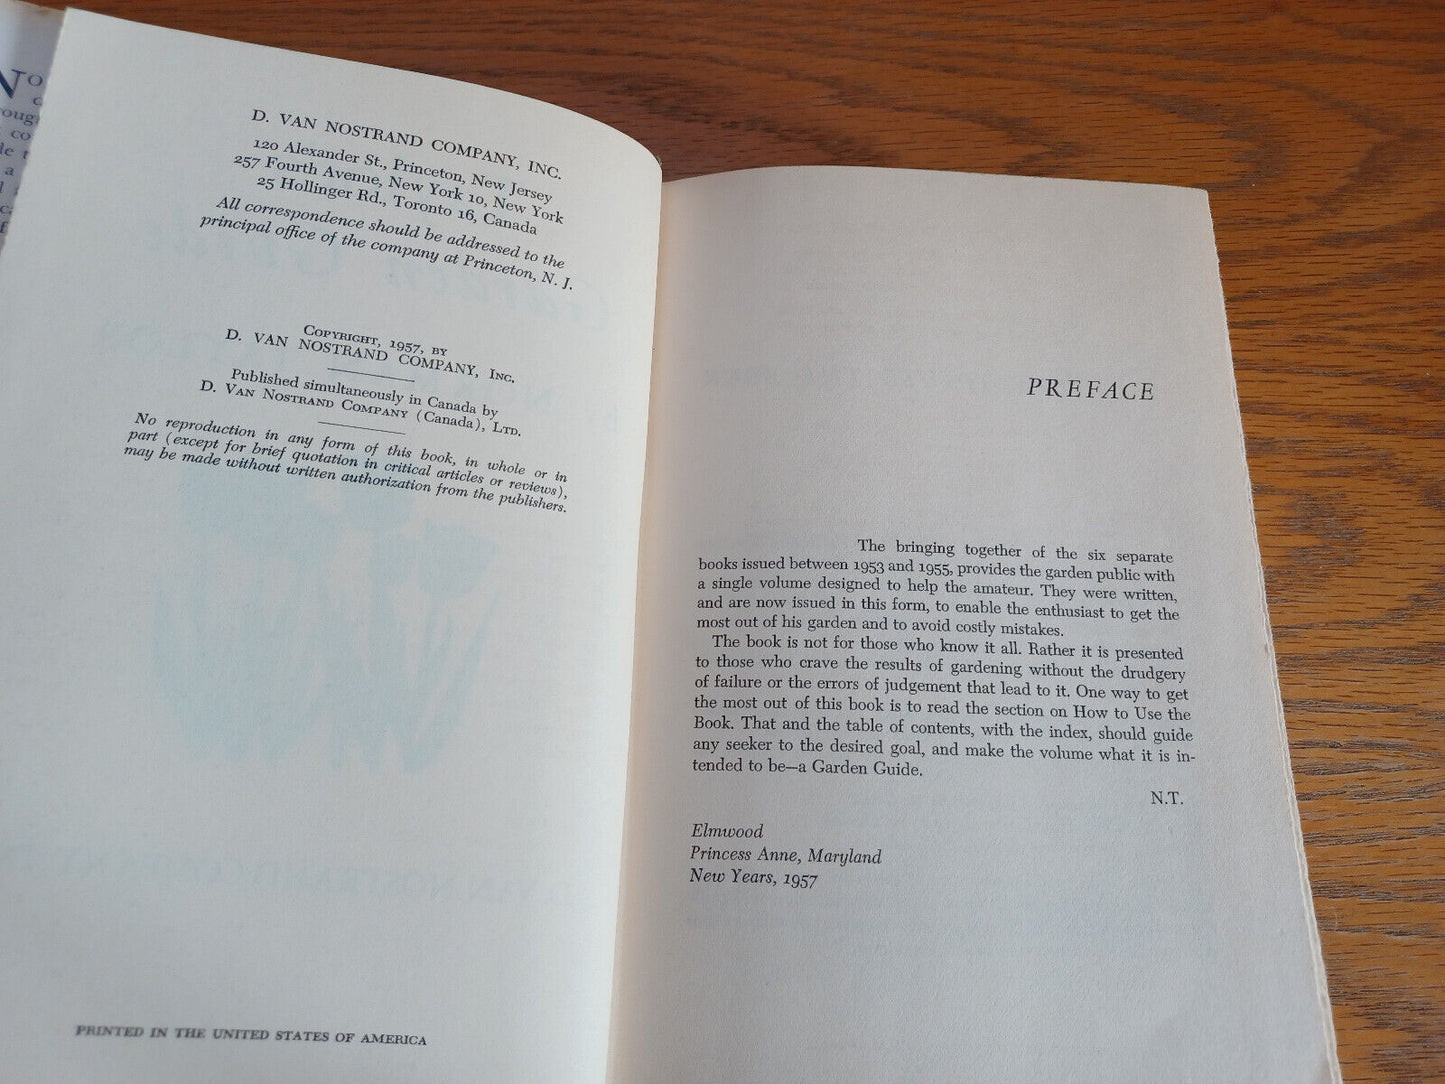 D. VAN NOSTRAND COMPANY, INC.
120 Alexander St., Princeton, New Jersey
257 Fourth Avenue, New York 10, New York
25 Hollinger Rd., Toronto 16, Canada
All correspondence should be addressed to the
principal office of the company at Princeton, N. J.
COPYRIGHT, 1957, BY
D. VAN NOSTRAND COMPANY, INC.
Published simultaneously in Canada by
D. VAN NOSTRAND COMPANY (Canada), LTD.
No reproduction in any form of this book, in whole or in
part (except for brief quotation in critical articles or reviews),
may be made without written authorization from the publishers.
PRINTED IN THE UNITED STATES OF AMERICA
PREFACE
The bringing together of the six separate
books issued between 1953 and 1955, provides the garden public with
a single volume designed to help the amateur. They were written,
and are now issued in this form, to enable the enthusiast to get the
most out of his garden and to avoid costly mistakes.
The book is not for those who know it all. Rather it is presented
to those who crave the results of gardening without the drudgery
of failure or the errors of judgement that lead to it. One way to get
the most out of this book is to read the section on How to Use the
Book. That and the table of contents, with the index, should guide
any seeker to the desired goal, and make the volume what it is in-
tended to be—a Garden Guide.
N.T.
Elmwood
Princess Anne, Maryland
New Years, 1957